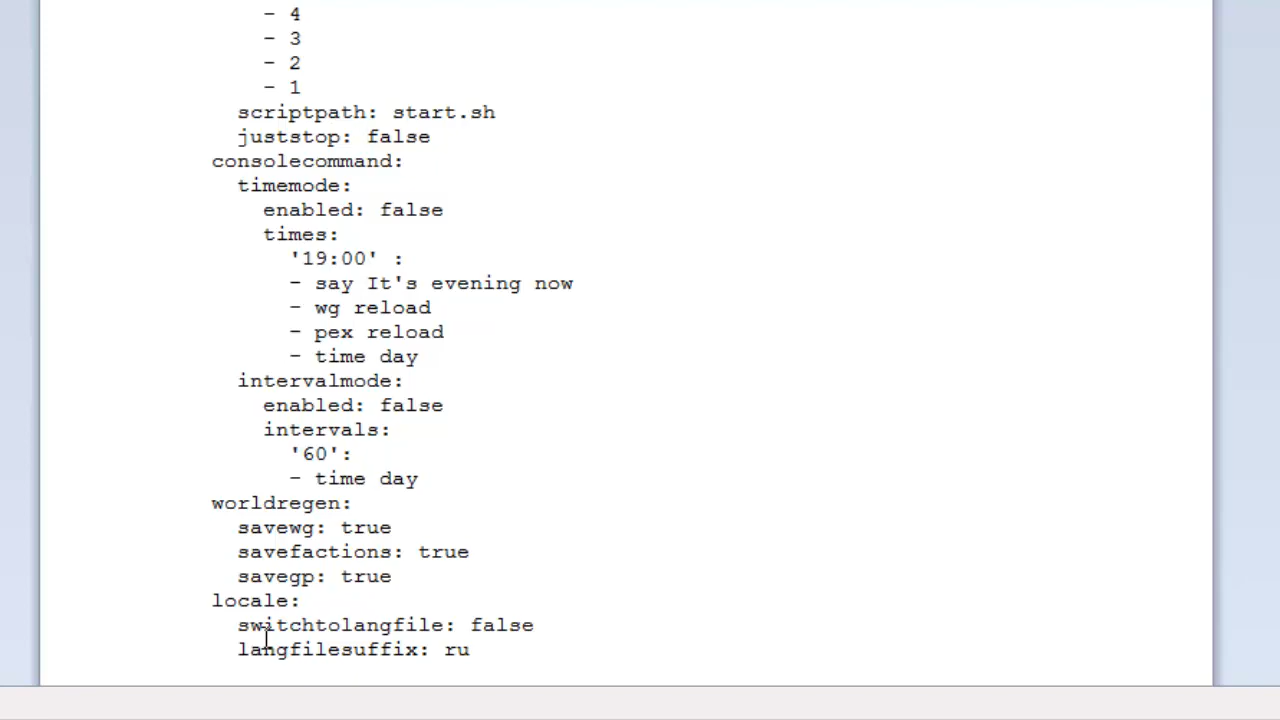 - 4
- 3
- 2
- 1
scriptpath: start.sh
juststop: false
consolecommand:
timemode:
enabled: false
times:
'19:00' :
- say It's evening now
- wg reload
- pex reload
- time day
intervalmode:
enabled: false
intervals:
'60':
- time day
worldregen:
savewg: true
savefactions: true
savegp: true
locale:
switchtolangfile: false
langfilesuffix: ru